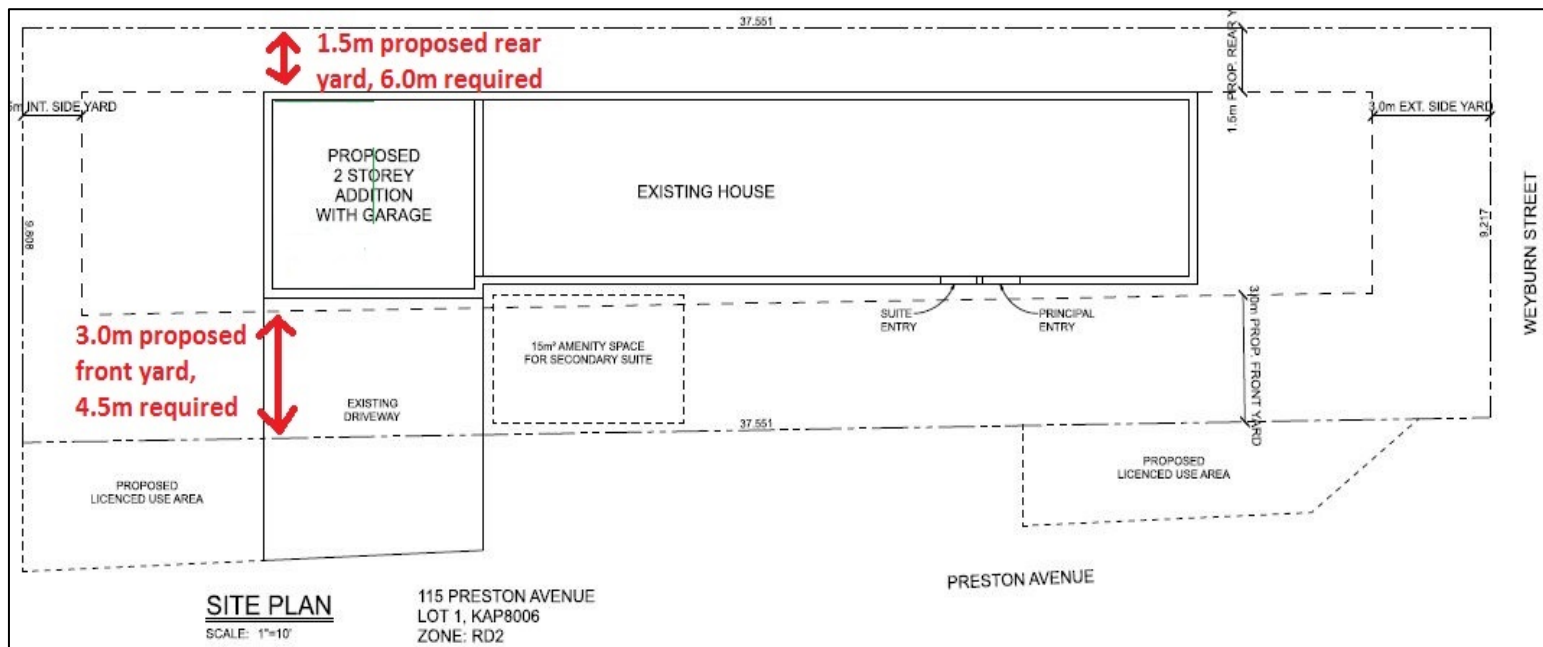 37.551
1.5m proposed rear
yard, 6.0m required
1.5m PROP. REAR Y
5m INT. SIDE YARD
3.0m EXT. SIDE YARD
PROPOSED
2 STOREY
ADDITION
WITH GARAGE
EXISTING HOUSE
9.808
9.217
WEYBURN STREET
SUITE
ENTRY
PRINCIPAL
ENTRY
3.0m proposed
front yard,
4.5m required
15m² AMENITY SPACE
FOR SECONDARY SUITE
3.0m PROP. FRONT YARD
EXISTING
DRIVEWAY
37.551
PROPOSED
LICENCED USE AREA
PROPOSED
LICENCED USE AREA
PRESTON AVENUE
SITE PLAN
SCALE: 1"=10'
115 PRESTON AVENUE
LOT 1, KAP8006
ZONE: RD2